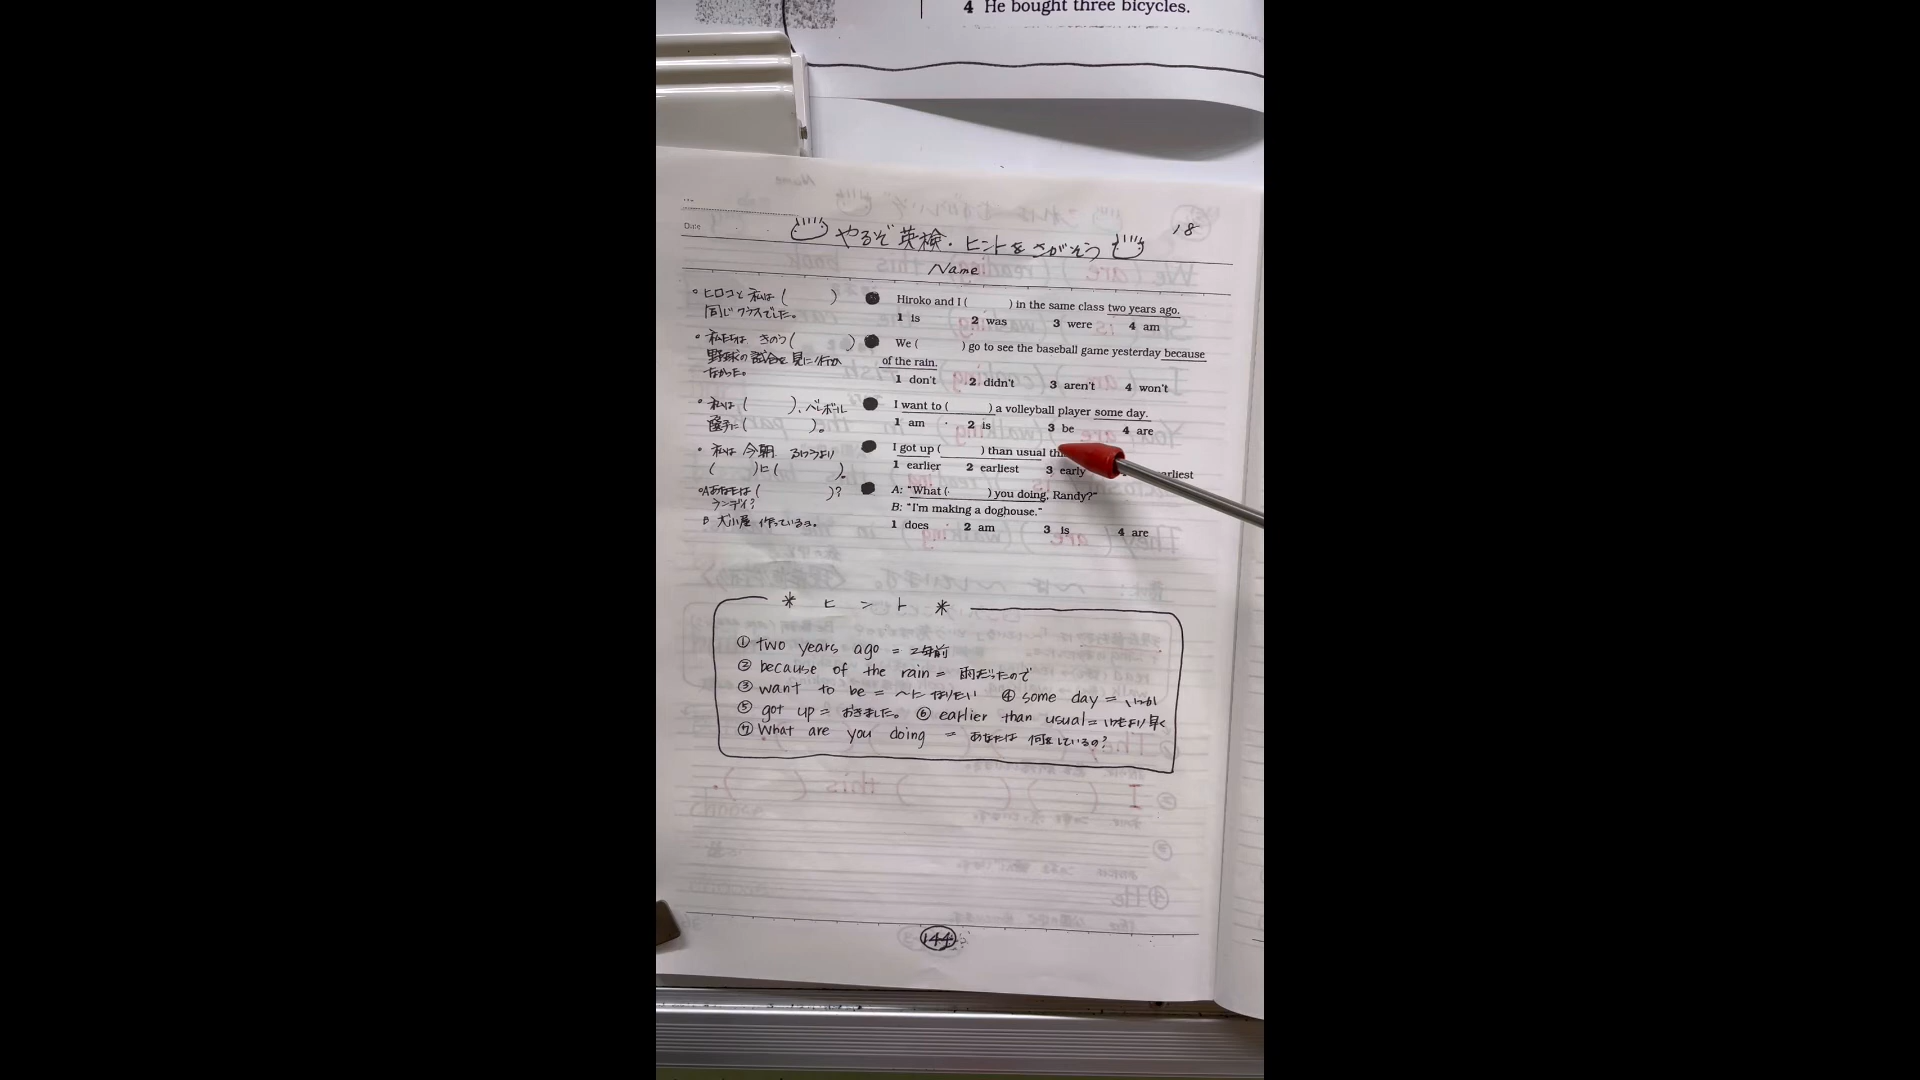 4 He bought three bicycles.
Date
やるぞ英検・ヒントをさがそう
18
Name
・ヒロコと私は(　　)
同じクラスでした。
Hiroko and I (　　) in the same class two years ago.
1 is　2 was　3 were　4 am
・私たちは きのう(　　)
野球の試合を見に行か
なかった。
We (　　) go to see the baseball game yesterday because
of the rain.
1 don't　2 didn't　3 aren't　4 won't
・私は(　　)、バレーボール
選手に(　　)。
I want to (　　) a volleyball player some day.
1 am　2 is　3 be　4 are
・私は今朝
(　　)に(　　)。
I got up (　　) than usual
1 earlier　2 earliest　3 early　earliest
・Aあなたは(　　)?
ランディ?
B 犬小屋 作っているョ。
A: "What (　　) you doing, Randy?"
B: "I'm making a doghouse."
1 does　2 am　3 is　4 are
* ヒント *
① two years ago = 2年前
② because of the rain = 雨だったので
③ want to be = ～になりたい ④ some day = いつか
⑤ got up = おきました。 ⑥ earlier than usual = いつもより早く
⑦ What are you doing = あなたは 何をしているの?
144